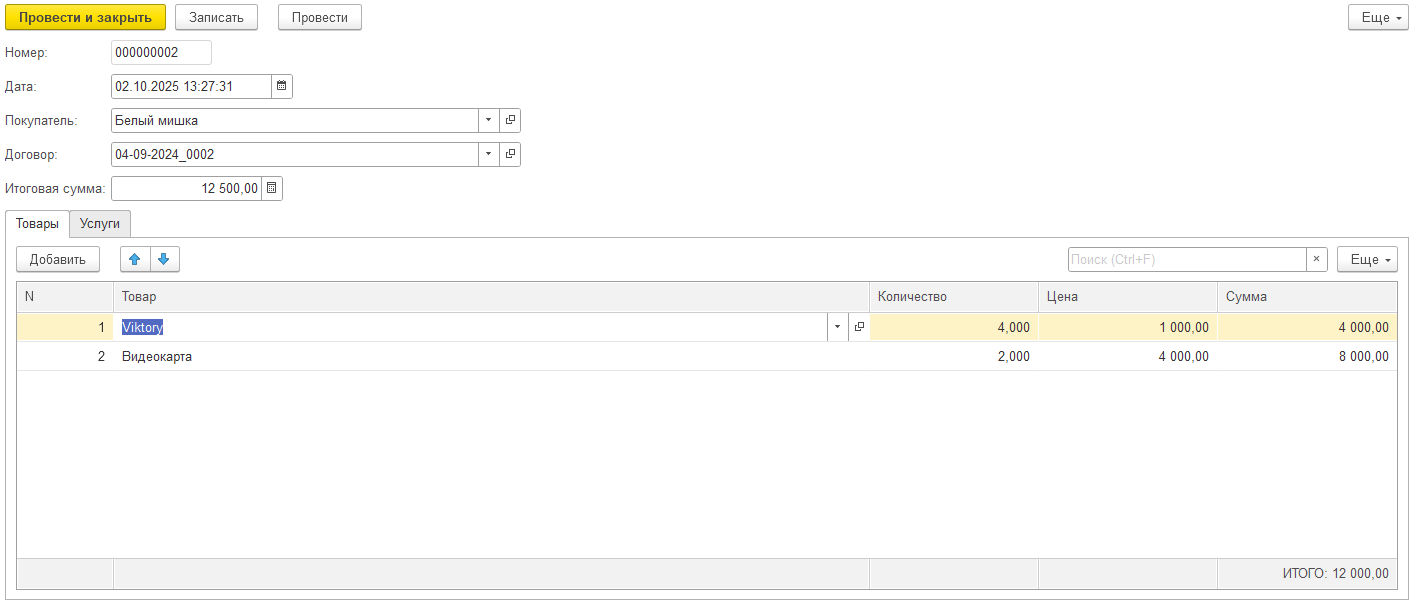 Провести и закрыть Записать Провести Еще
Номер: 000000002
Дата: 02.10.2025 13:27:31
Покупатель: Белый мишка
Договор: 04-09-2024_0002
Итоговая сумма: 12 500,00
Товары Услуги
Добавить Поиск (Ctrl+F) × Еще
N Товар Количество Цена Сумма
1 Viktory 4,000 1 000,00 4 000,00
2 Видеокарта 2,000 4 000,00 8 000,00
ИТОГО: 12 000,00